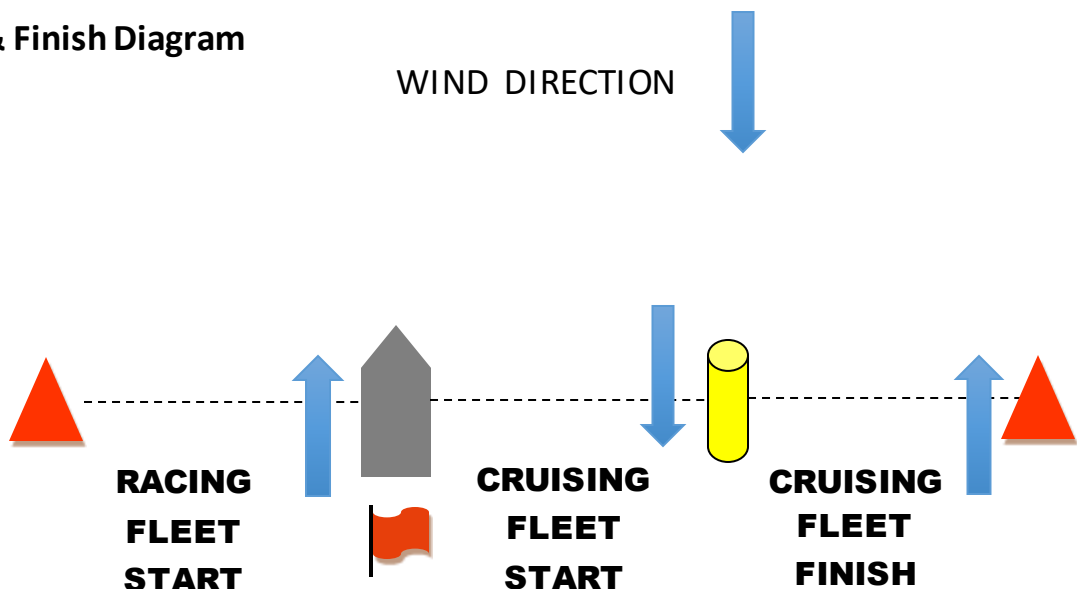 & Finish Diagram
WIND DIRECTION
RACING
FLEET
START
CRUISING
FLEET
START
CRUISING
FLEET
FINISH